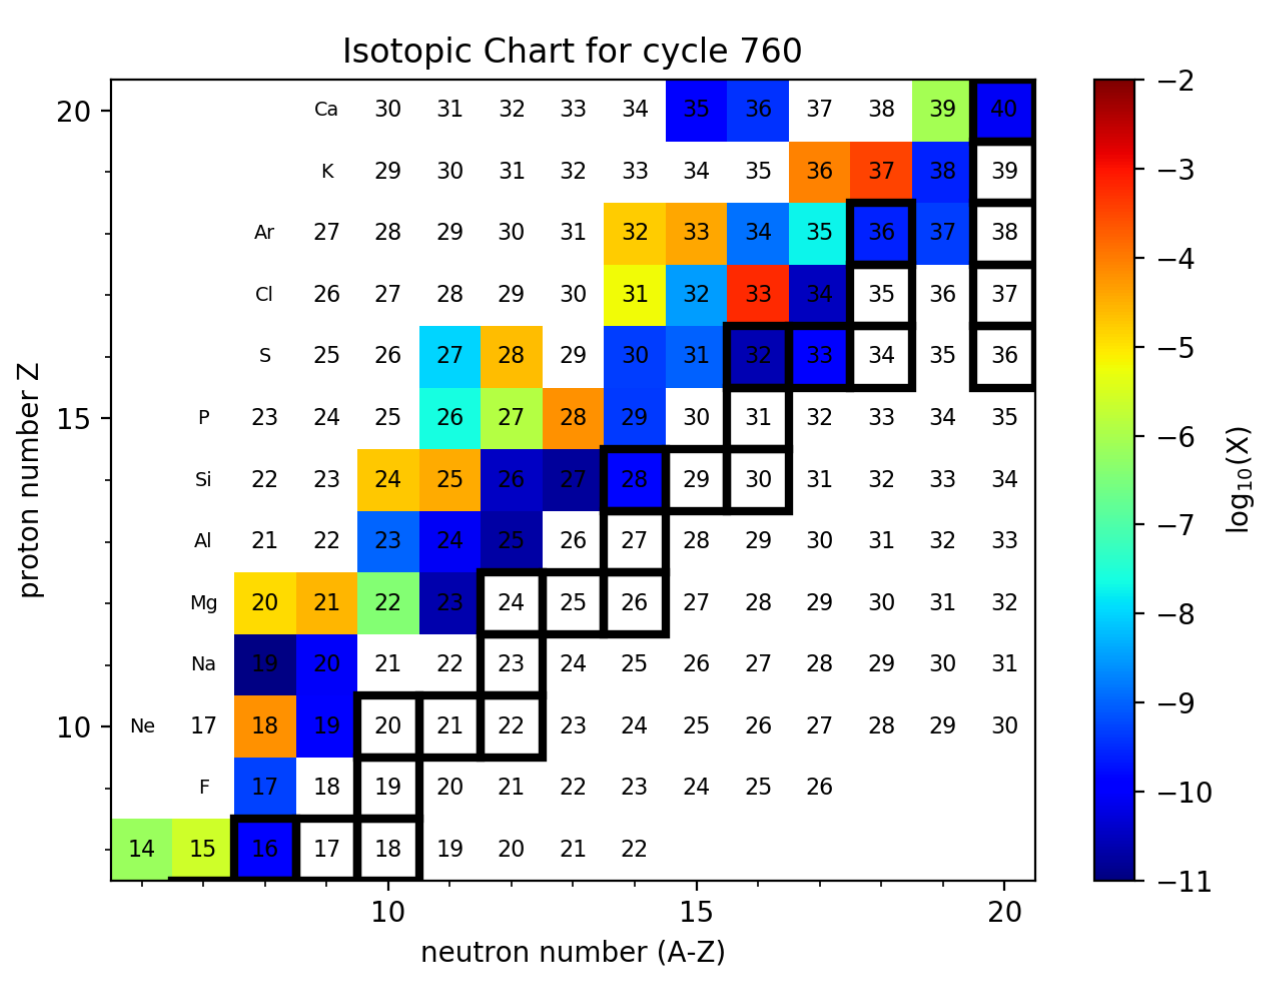 Isotopic Chart for cycle 760
20 Ca 30 31 32 33 34 35 36 37 38 39 40
K 29 30 31 32 33 34 35 36 37 38 39
Ar 27 28 29 30 31 32 33 34 35 36 37 38
Cl 26 27 28 29 30 31 32 33 34 35 36 37
S 25 26 27 28 29 30 31 32 33 34 35 36
15 P 23 24 25 26 27 28 29 30 31 32 33 34 35
Si 22 23 24 25 26 27 28 29 30 31 32 33 34
Al 21 22 23 24 25 26 27 28 29 30 31 32 33
Mg 20 21 22 23 24 25 26 27 28 29 30 31 32
Na 19 20 21 22 23 24 25 26 27 28 29 30 31
10 Ne 17 18 19 20 21 22 23 24 25 26 27 28 29 30
F 17 18 19 20 21 22 23 24 25 26
14 15 16 17 18 19 20 21 22
10 15 20
neutron number (A-Z)
proton number Z
−2
−3
−4
−5
−6
−7
−8
−9
−10
−11
log₁₀(X)